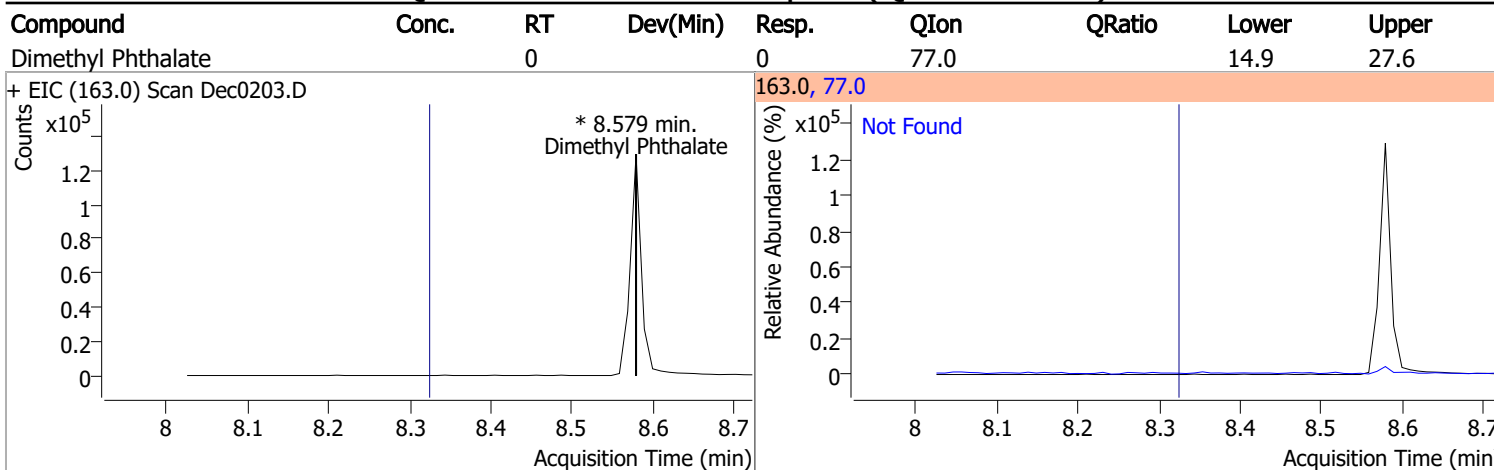 Compound Conc. RT Dev(Min) Resp. QIon QRatio Lower Upper
Dimethyl Phthalate 0 0 77.0 14.9 27.6
+ EIC (163.0) Scan Dec0203.D
Counts
x10⁵
* 8.579 min.
Dimethyl Phthalate
1.2
1
0.8
0.6
0.4
0.2
0
8 8.1 8.2 8.3 8.4 8.5 8.6 8.7
Acquisition Time (min)
163.0, 77.0
Relative Abundance (%)
x10⁵
Not Found
1.2
1
0.8
0.6
0.4
0.2
0
8 8.1 8.2 8.3 8.4 8.5 8.6 8.7
Acquisition Time (min